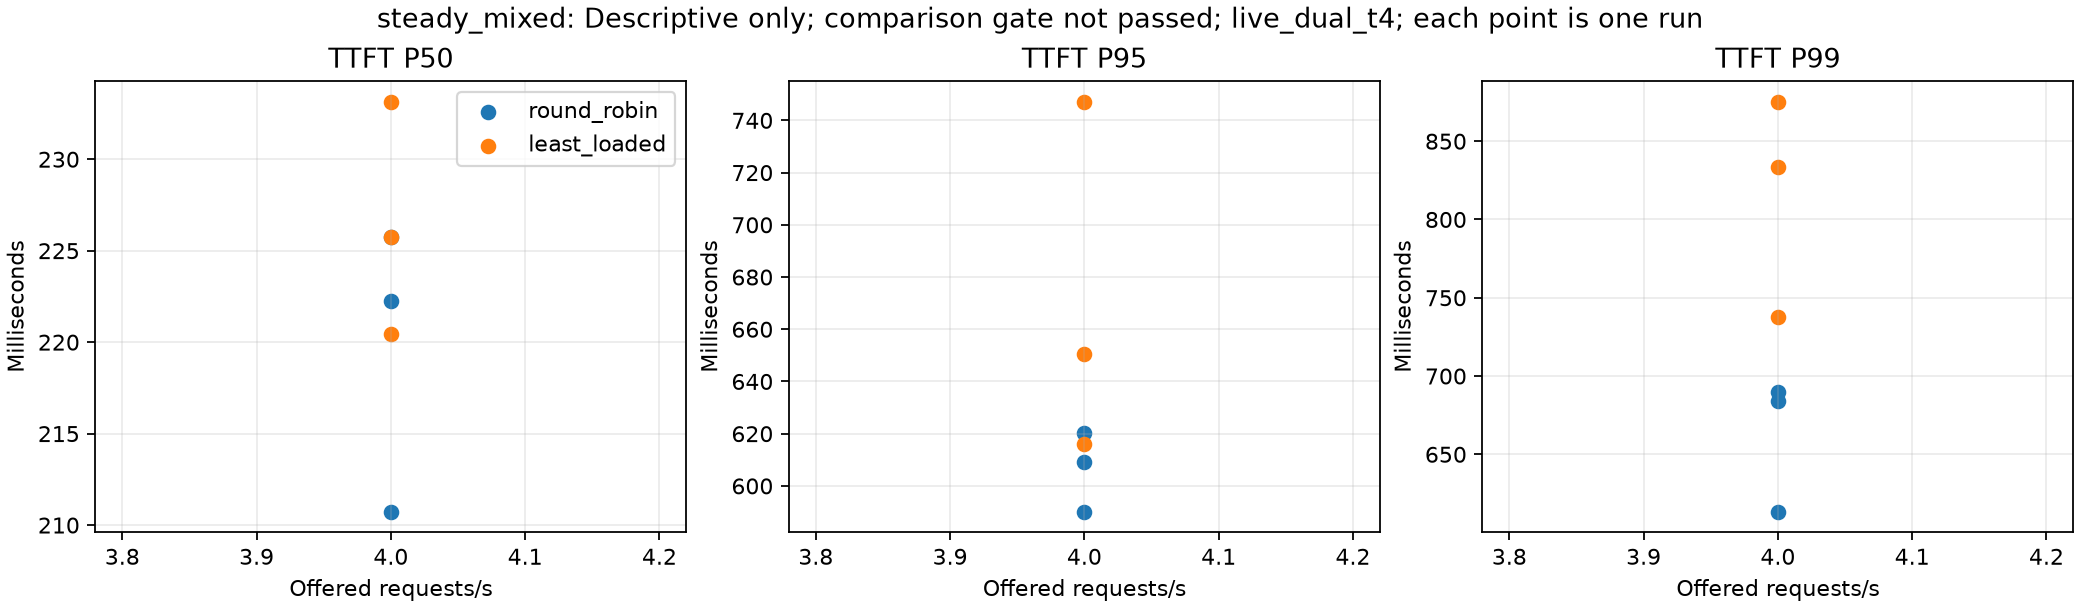 steady_mixed: Descriptive only; comparison gate not passed; live_dual_t4; each point is one run
TTFT P50
round_robin
least_loaded
230
225
220
215
210
Milliseconds
3.8 3.9 4.0 4.1 4.2
Offered requests/s
TTFT P95
740
720
700
680
660
640
620
600
Milliseconds
3.8 3.9 4.0 4.1 4.2
Offered requests/s
TTFT P99
850
800
750
700
650
Milliseconds
3.8 3.9 4.0 4.1 4.2
Offered requests/s